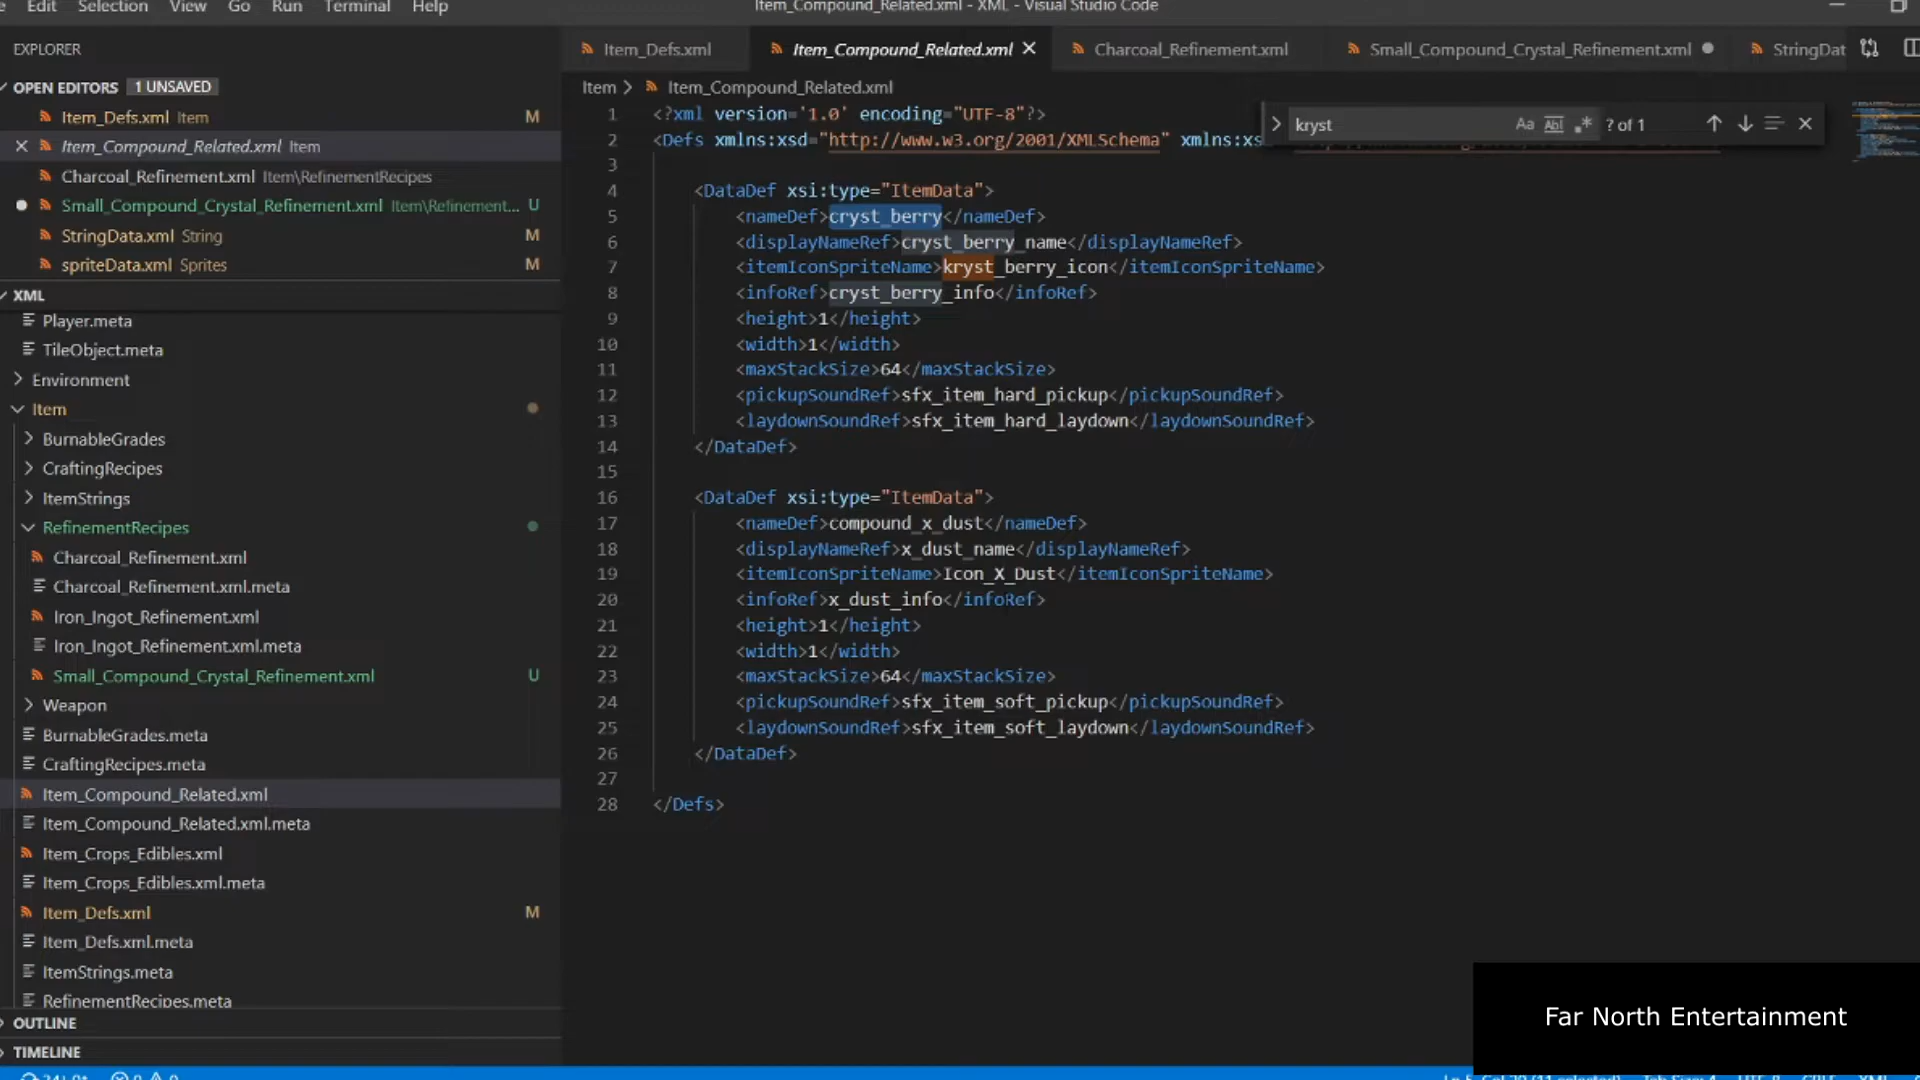 Edit Selection View Go Run Terminal Help
Item_Compound_Related.xml - XML - Visual Studio Code
EXPLORER
OPEN EDITORS 1 UNSAVED
Item_Defs.xml Item M
Item_Compound_Related.xml Item
Charcoal_Refinement.xml Item\RefinementRecipes
Small_Compound_Crystal_Refinement.xml Item\Refinement... U
StringData.xml String M
spriteData.xml Sprites M
XML
Player.meta
TileObject.meta
Environment
Item
BurnableGrades
CraftingRecipes
ItemStrings
RefinementRecipes
Charcoal_Refinement.xml
Charcoal_Refinement.xml.meta
Iron_Ingot_Refinement.xml
Iron_Ingot_Refinement.xml.meta
Small_Compound_Crystal_Refinement.xml U
Weapon
BurnableGrades.meta
CraftingRecipes.meta
Item_Compound_Related.xml
Item_Compound_Related.xml.meta
Item_Crops_Edibles.xml
Item_Crops_Edibles.xml.meta
Item_Defs.xml M
Item_Defs.xml.meta
ItemStrings.meta
RefinementRecipes.meta
OUTLINE
TIMELINE
Item_Defs.xml Item_Compound_Related.xml Charcoal_Refinement.xml Small_Compound_Crystal_Refinement.xml StringDat
Item > Item_Compound_Related.xml
kryst Aa Abl .* ? of 1
1 <?xml version='1.0' encoding="UTF-8"?>
2 <Defs xmlns:xsd="http://www.w3.org/2001/XMLSchema" xmlns:xs
3
4 <DataDef xsi:type="ItemData">
5 <nameDef>cryst_berry</nameDef>
6 <displayNameRef>cryst_berry_name</displayNameRef>
7 <itemIconSpriteName>kryst_berry_icon</itemIconSpriteName>
8 <infoRef>cryst_berry_info</infoRef>
9 <height>1</height>
10 <width>1</width>
11 <maxStackSize>64</maxStackSize>
12 <pickupSoundRef>sfx_item_hard_pickup</pickupSoundRef>
13 <laydownSoundRef>sfx_item_hard_laydown</laydownSoundRef>
14 </DataDef>
15
16 <DataDef xsi:type="ItemData">
17 <nameDef>compound_x_dust</nameDef>
18 <displayNameRef>x_dust_name</displayNameRef>
19 <itemIconSpriteName>Icon_X_Dust</itemIconSpriteName>
20 <infoRef>x_dust_info</infoRef>
21 <height>1</height>
22 <width>1</width>
23 <maxStackSize>64</maxStackSize>
24 <pickupSoundRef>sfx_item_soft_pickup</pickupSoundRef>
25 <laydownSoundRef>sfx_item_soft_laydown</laydownSoundRef>
26 </DataDef>
27
28 </Defs>
Far North Entertainment